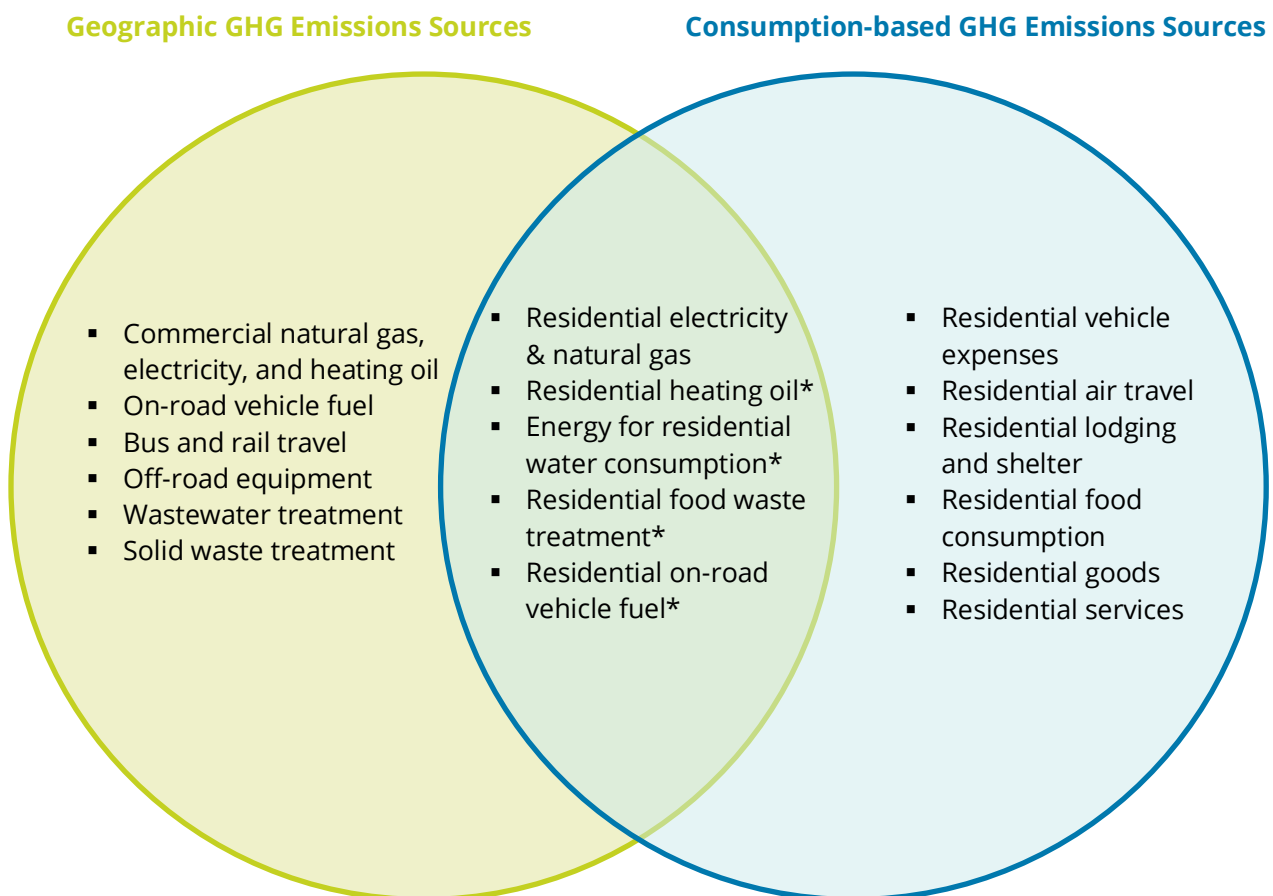 Geographic GHG Emissions Sources
Consumption-based GHG Emissions Sources
▪ Commercial natural gas,
electricity, and heating oil
▪ On-road vehicle fuel
▪ Bus and rail travel
▪ Off-road equipment
▪ Wastewater treatment
▪ Solid waste treatment
▪ Residential electricity
& natural gas
▪ Residential heating oil*
▪ Energy for residential
water consumption*
▪ Residential food waste
treatment*
▪ Residential on-road
vehicle fuel*
▪ Residential vehicle
expenses
▪ Residential air travel
▪ Residential lodging
and shelter
▪ Residential food
consumption
▪ Residential goods
▪ Residential services